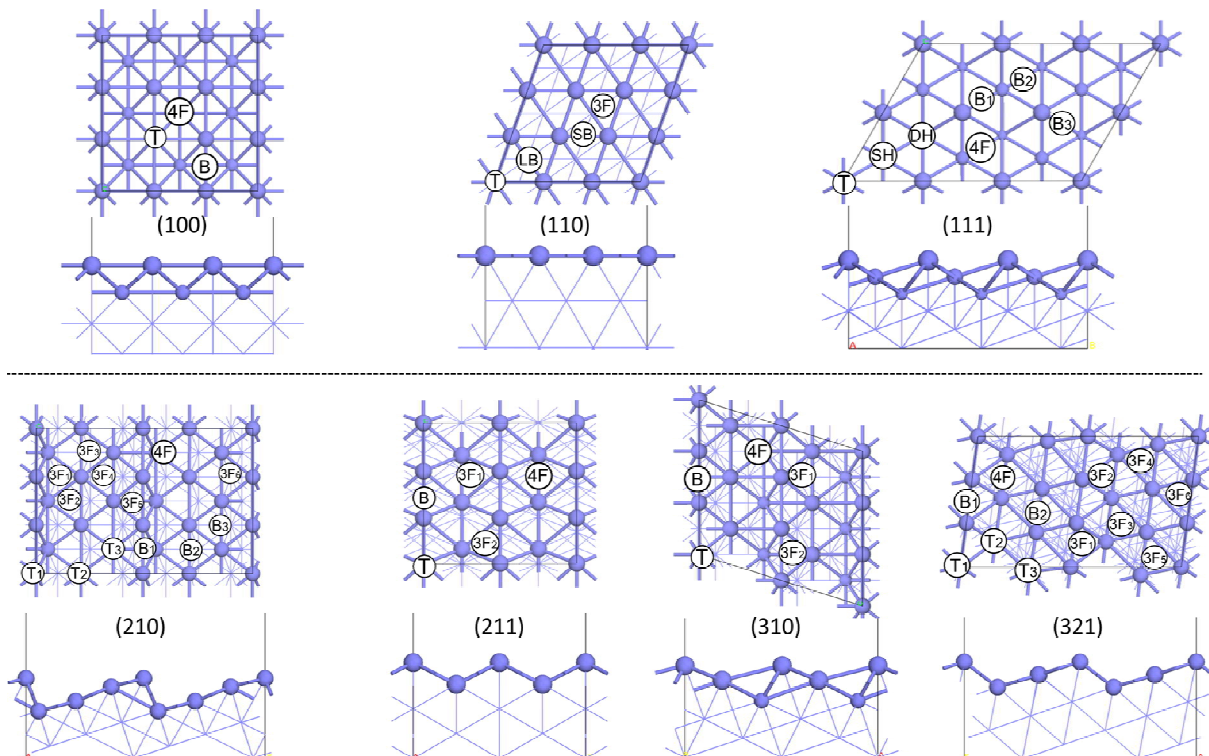 4F
T
B
(100)
3F
SB
LB
T
(110)
B2
B1
B3
DH
4F
SH
T
(111)
A
3F3
4F
3F1
3F4
3F6
3F2
3F5
B3
T3
B1
B2
T1
T2
(210)
3F1
4F
B
3F2
T
(211)
4F
3F1
B
3F2
T
(310)
3F4
4F
3F2
B1
3F6
B2
3F3
T2
3F1
3F5
T1
T3
(321)